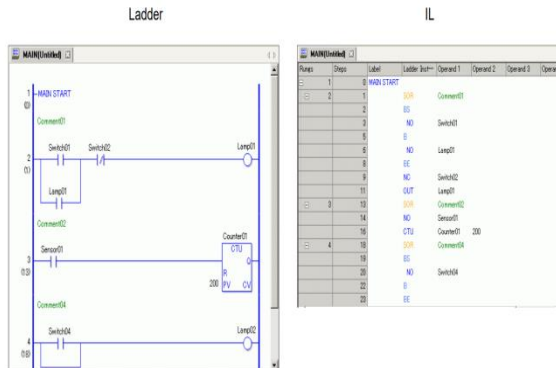 Ladder
IL
MAIN(Untitled)
1 MAIN START
(0)
Comment01
Switch01 Switch02 Lamp01
2
(1)
Lamp01
Comment02
Counter01
Sensor01 CTU
3 Q
(13) R
200 PV CV
Comment04
Switch04 Lamp02
4
(18)
MAIN(Untitled)
Rungs Steps Label Ladder Inst Operand 1 Operand 2 Operand 3 Opera
1 0 MAIN START
2 1 Comment01
2 BS
3 NO Switch01
5 B
6 NO Lamp01
8 BE
9 NC Switch02
11 OUT Lamp01
3 13 Comment02
14 NO Sensor01
16 CTU Counter01 200
4 18 Comment04
19 BS
20 NO Switch04
22 B
23 BE